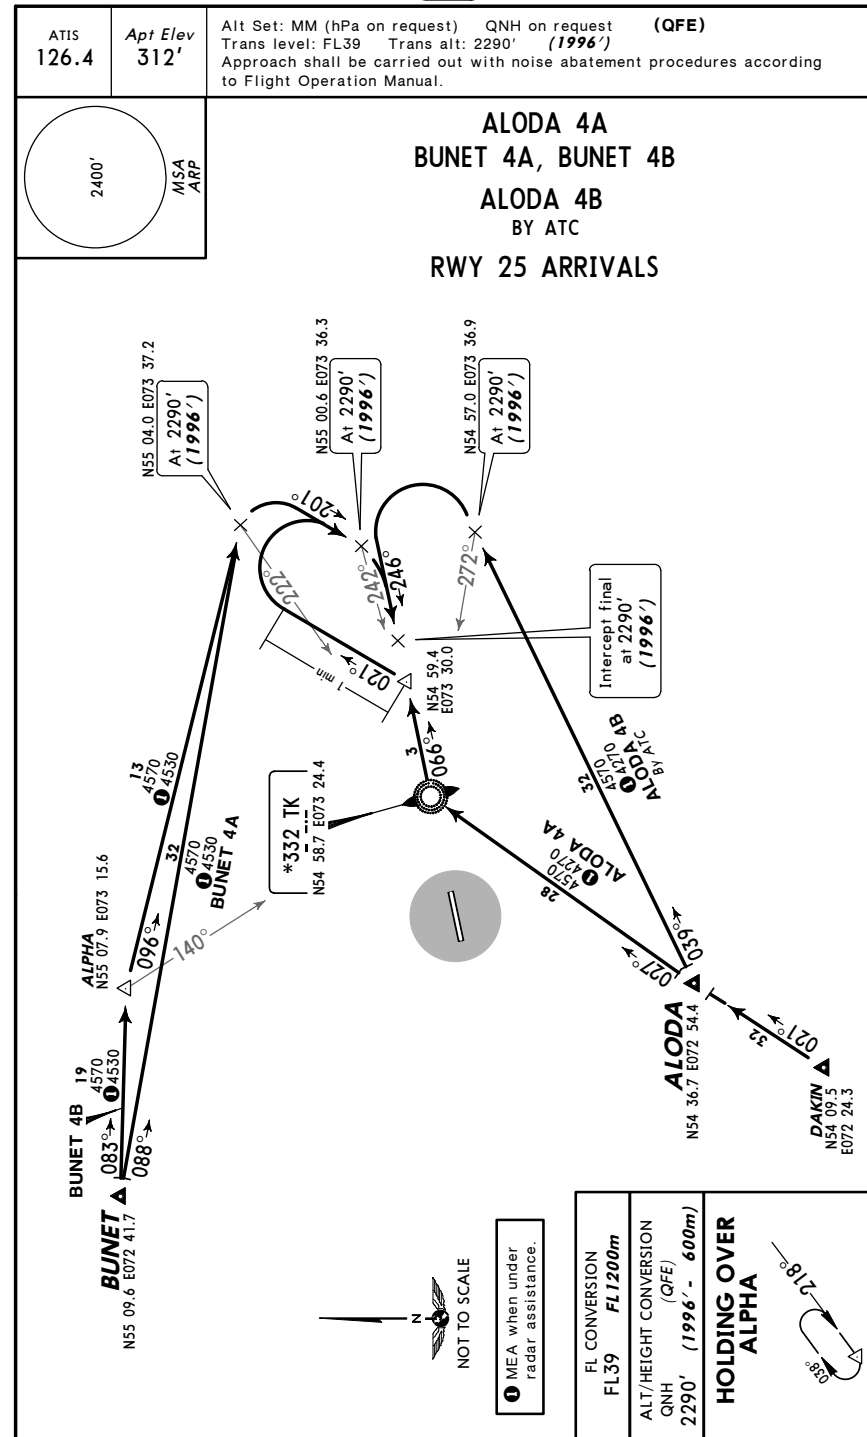 ATIS
126.4
Apt Elev
312'
Alt Set: MM (hPa on request) QNH on request (QFE)
Trans level: FL39 Trans alt: 2290' (1996')
Approach shall be carried out with noise abatement procedures according
to Flight Operation Manual.
2400'
MSA
ARP
ALODA 4A
BUNET 4A, BUNET 4B
ALODA 4B
BY ATC
RWY 25 ARRIVALS
N55 04.0 E073 37.2
At 2290'
(1996')
N55 00.6 E073 36.3
At 2290'
(1996')
N54 57.0 E073 36.9
At 2290'
(1996')
201°
222°
242°
246°
272°
1 min
021°
N54 59.4
E073 30.0
Intercept final
at 2290'
(1996')
3
066°
*332 TK
N54 58.7 E073 24.4
13
4570
1 4530
32
4570
1 4530
BUNET 4A
ALPHA
N55 07.9 E073 15.6
096°
140°
19
4570
1 4530
BUNET 4B
083°
088°
BUNET
N55 09.6 E072 41.7
32
4570
1 4270
ALODA 4B
BY ATC
ALODA 4A
1 4270
4570
28
027°
039°
ALODA
N54 36.7 E072 54.4
32
021°
DAKIN
N54 09.5
E072 24.3
N
NOT TO SCALE
1 MEA when under
radar assistance.
FL CONVERSION
FL39 FL1200m
ALT/HEIGHT CONVERSION
QNH (QFE)
2290' (1996' - 600m)
HOLDING OVER
ALPHA
218°
038°